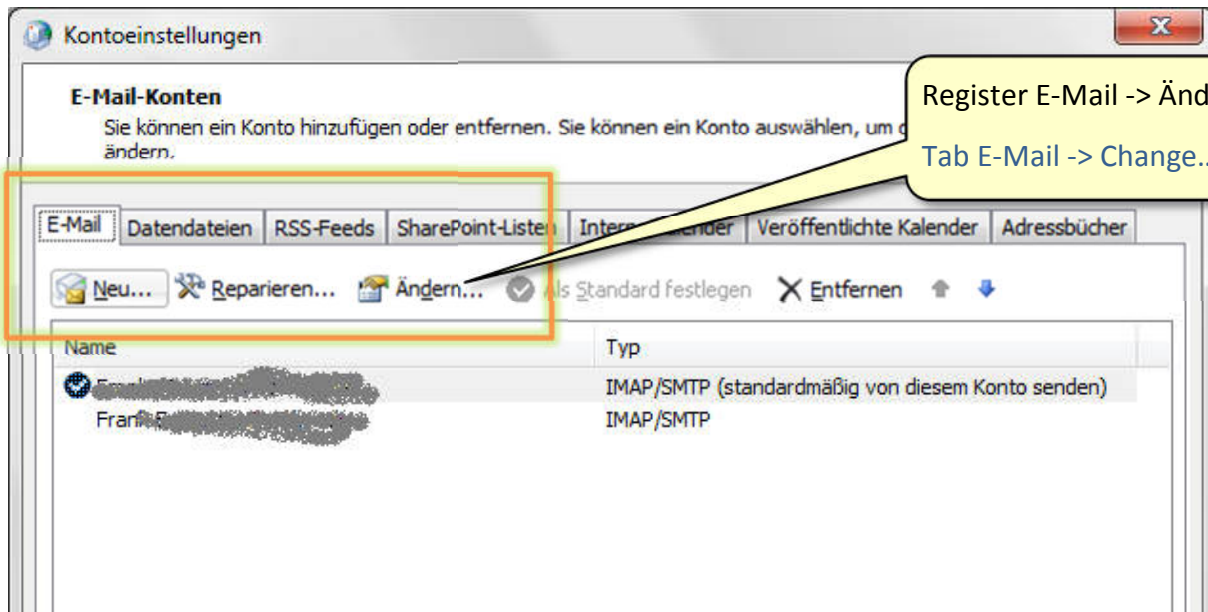 Kontoeinstellungen
E-Mail-Konten
Sie können ein Konto hinzufügen oder entfernen. Sie können ein Konto auswählen, um
ändern.
Register E-Mail -> Änd
Tab E-Mail -> Change..
E-Mail Datendateien RSS-Feeds SharePoint-Listen Veröffentlichte Kalender Adressbücher
Neu... Reparieren... Ändern... Als Standard festlegen Entfernen
Name Typ
IMAP/SMTP (standardmäßig von diesem Konto senden)
IMAP/SMTP